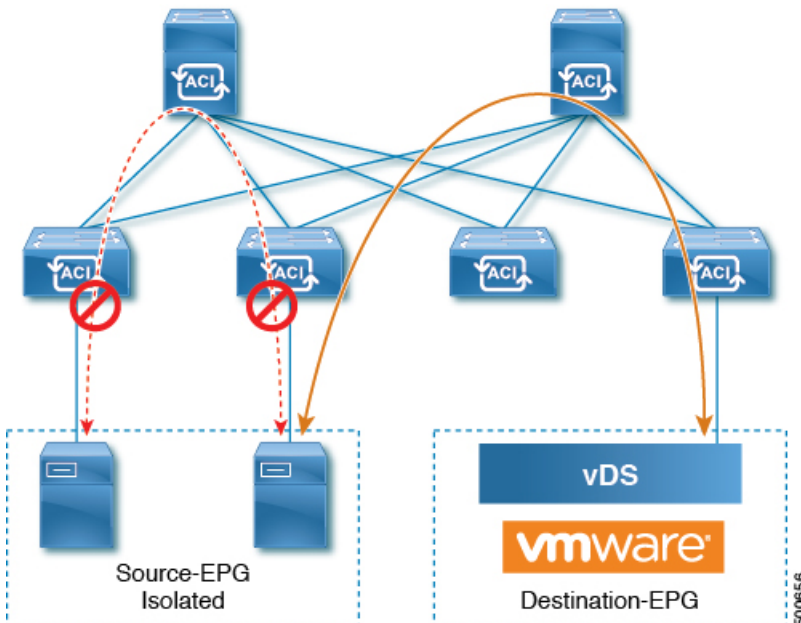 ACI
ACI
ACI
ACI
ACI
ACI
vDS
vmware®
Source-EPG
Isolated
Destination-EPG